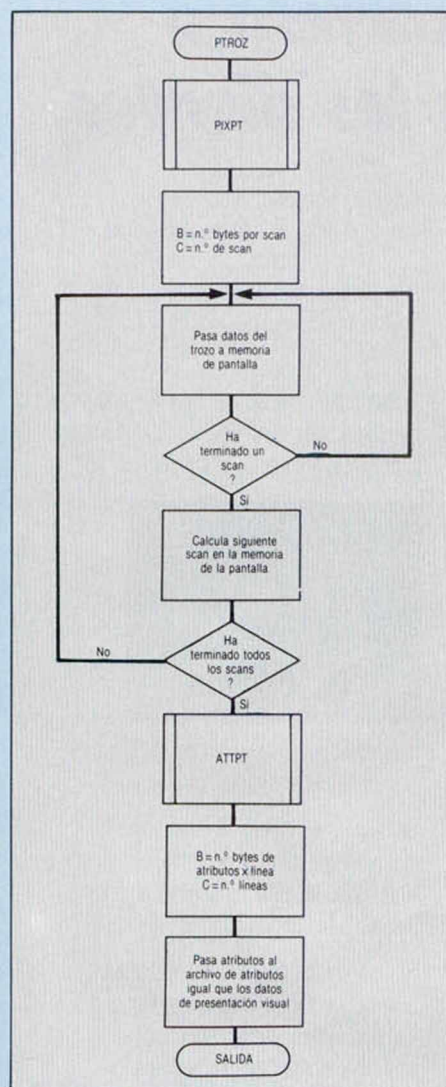 PTROZ
PIXPT
B = n.º bytes por scan
C = n.º de scan
Pasa datos del
trozo a memoria
de pantalla
Ha
terminado un
scan
?
No
Sí
Calcula siguiente
scan en la memoria
de la pantalla
Ha
terminado todos
los scans
?
No
Sí
ATTPT
B = n.º bytes de
atributos x línea
C = n.º líneas
Pasa atributos al
archivo de atributos
igual que los datos
de presentación visual
SALIDA